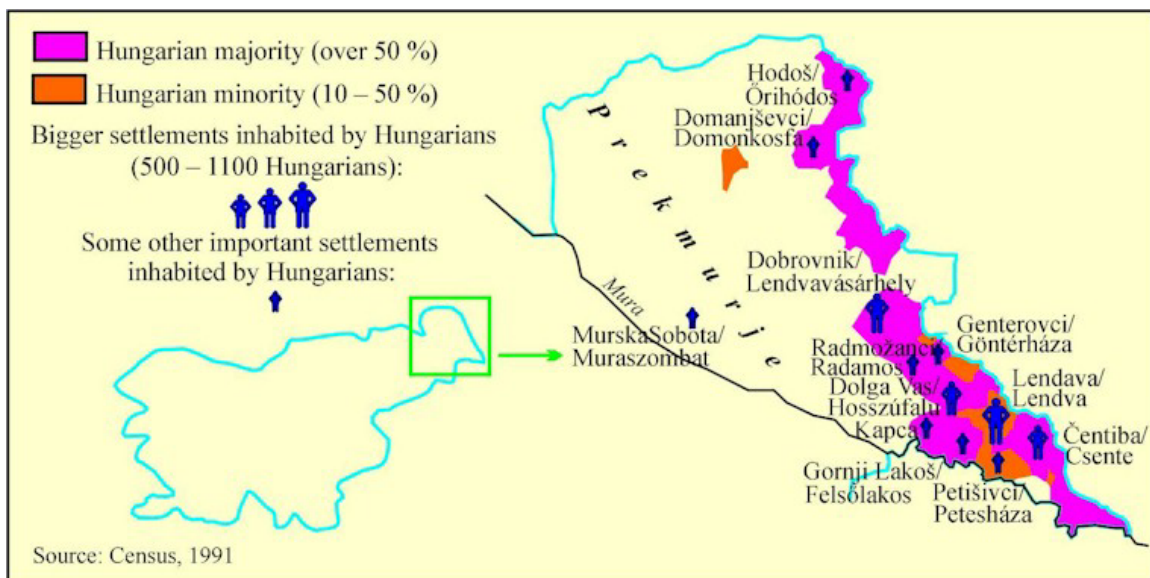 Hungarian majority (over 50 %)
Hungarian minority (10 – 50 %)
Bigger settlements inhabited by Hungarians
(500 – 1100 Hungarians):
Some other important settlements
inhabited by Hungarians:
Source: Census, 1991
Prekmurje
Mura
Hodoš/
Őrihódos
Domanjševci/
Domonkosfa
Dobrovnik/
Lendvavásárhely
MurskaSobota/
Muraszombat
Genterovci/
Göntérháza
Radmožanci/
Radamos
Dolga Vas/
Hosszúfalu
Kapca
Lendava/
Lendva
Čentiba/
Csente
Gornji Lakoš/
Felsőlakos
Petišivci/
Petesháza